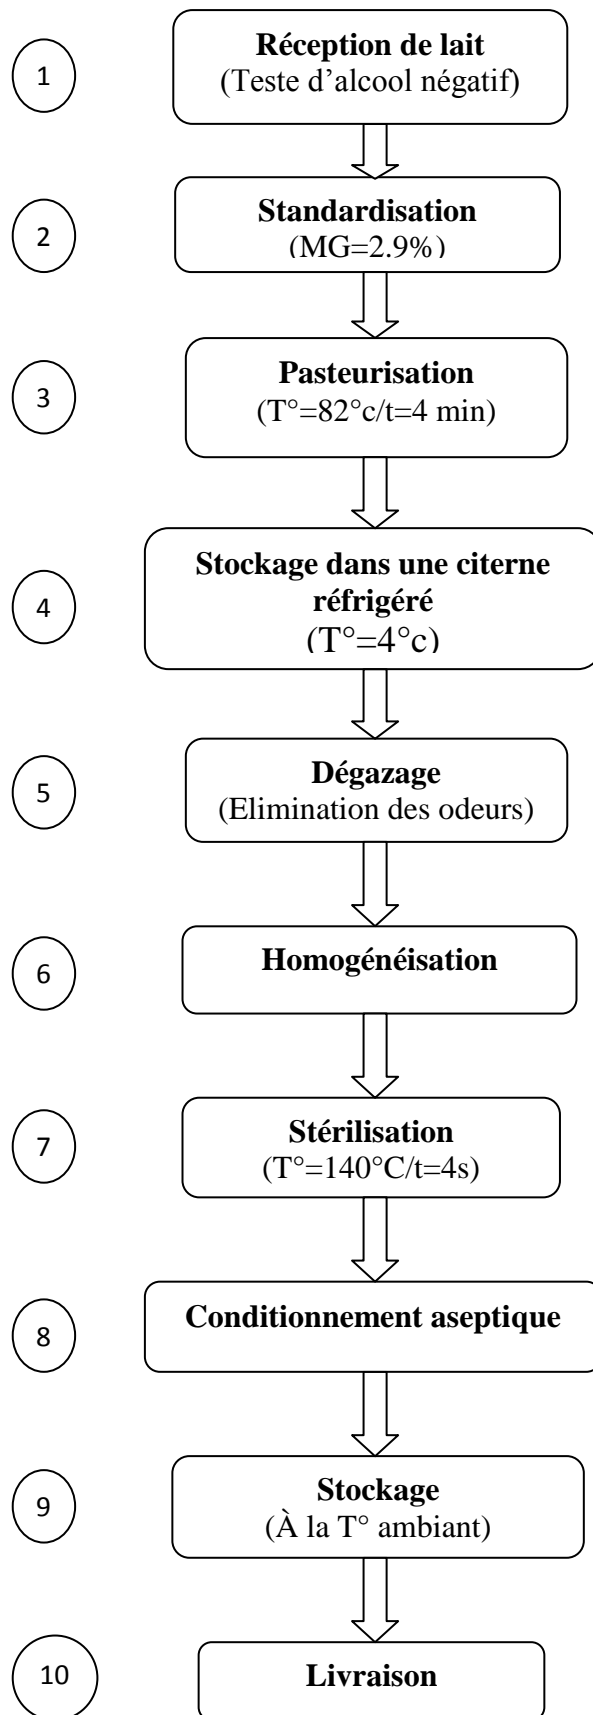 1
Réception de lait
(Teste d’alcool négatif)
2
Standardisation
(MG=2.9%)
3
Pasteurisation
(T°=82°c/t=4 min)
4
Stockage dans une citerne
réfrigéré
(T°=4°c)
5
Dégazage
(Elimination des odeurs)
6
Homogénéisation
7
Stérilisation
(T°=140°C/t=4s)
8
Conditionnement aseptique
9
Stockage
(À la T° ambiant)
10
Livraison